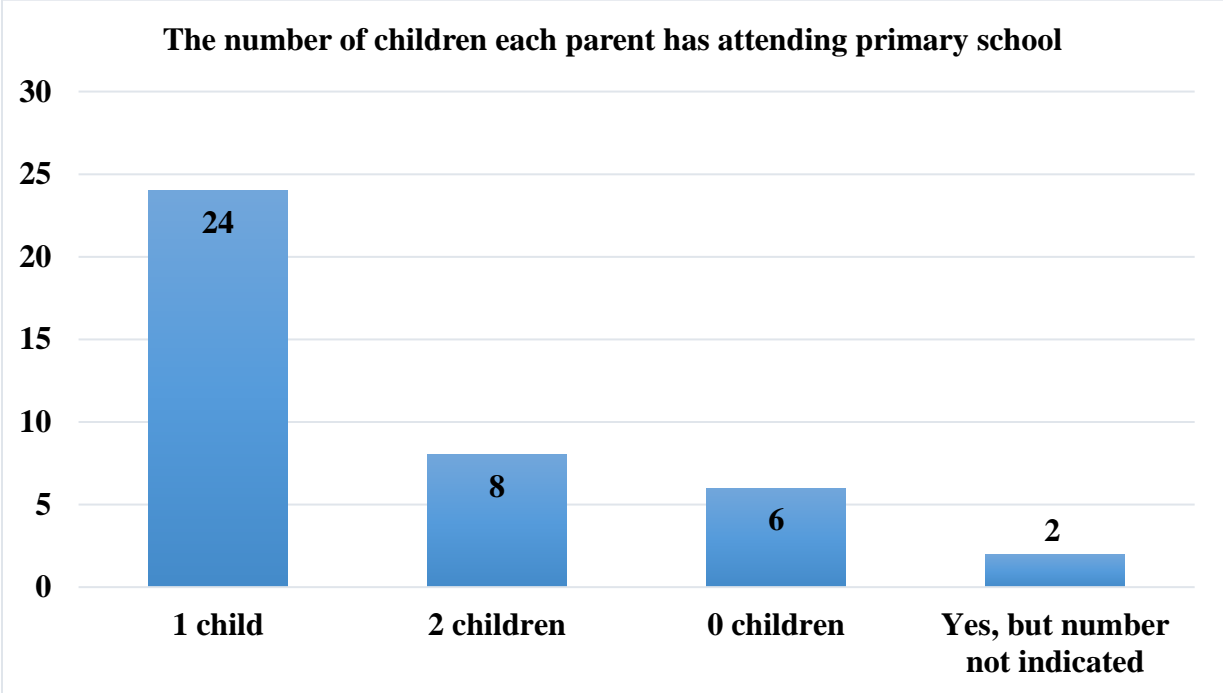 The number of children each parent has attending primary school
30
25
20
15
10
5
0
24
8
6
2
1 child
2 children
0 children
Yes, but number
not indicated